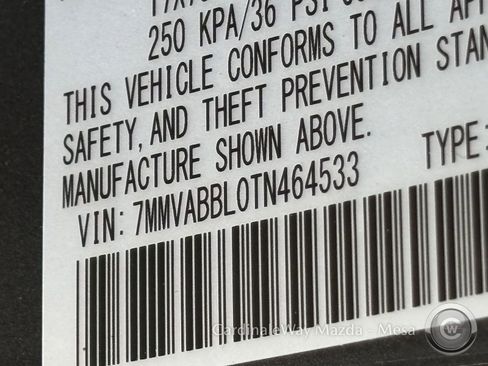 250 KPA/36 PSI
THIS VEHICLE CONFORMS TO ALL
SAFETY, AND THEFT PREVENTION STAN
MANUFACTURE SHOWN ABOVE.
VIN: 7MMVABBL0TN464533 TYPE:
CardinaleWay Mazda - Mesa
CW